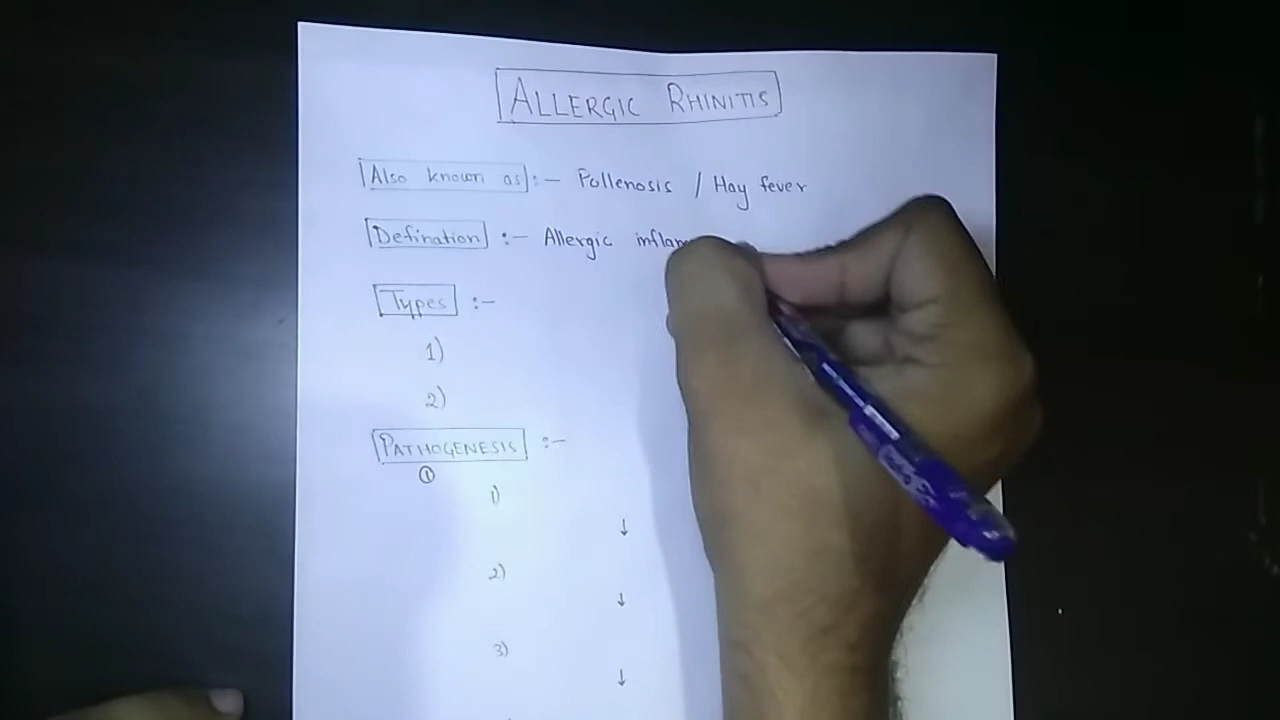 ALLERGIC RHINITIS
Also known as :- Pollenosis / Hay fever
Defination :- Allergic inflam
Types :-
1)
2)
PATHOGENESIS :-
①
1)
↓
2)
↓
3)
↓